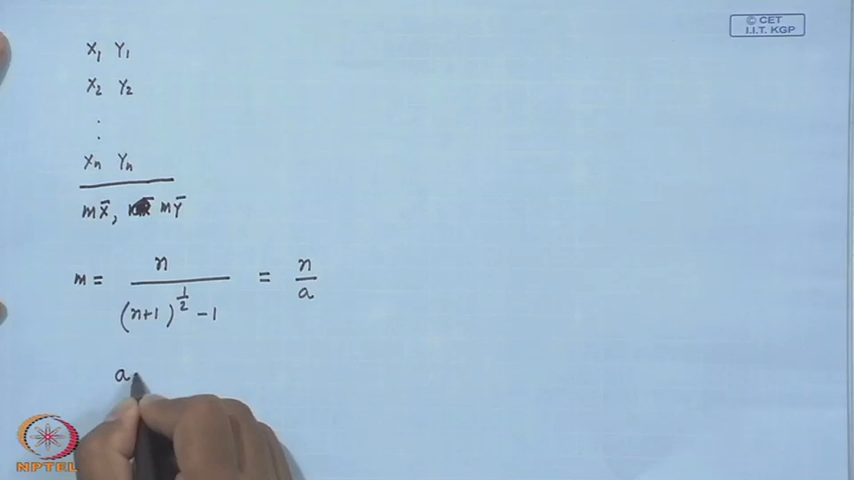 © CET
I.I.T. KGP
X₁ Y₁
X₂ Y₂
⋮
Xₙ Yₙ
mX̄, mȲ
m = n / ((n+1)^(1/2) - 1) = n/a
a
NPTEL